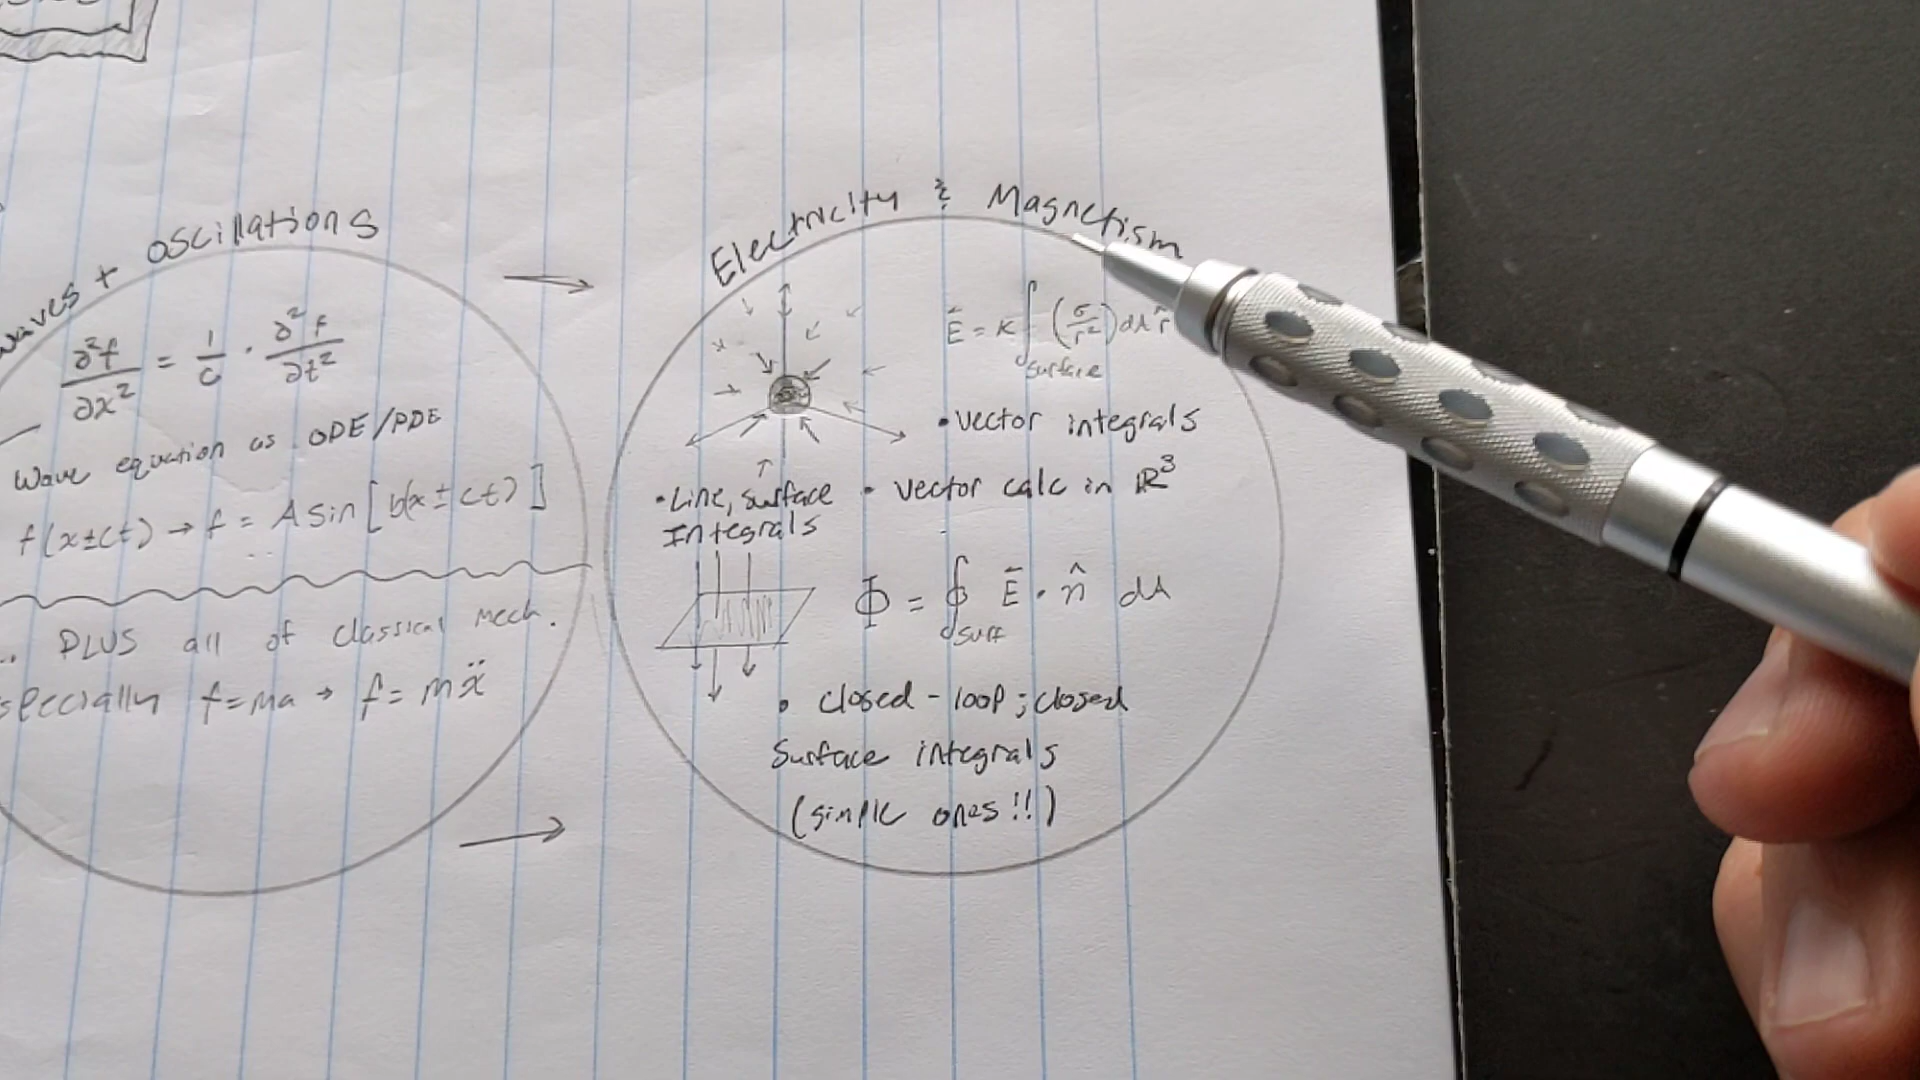 waves + oscillations
∂²f/∂x² = 1/c · ∂²f/∂t²
Wave equation as ODE/PDE
f(x±ct) → f = A sin[b(x±ct)]
PLUS all of classical mech.
specially f=ma → f= mẍ
Electricity & Magnetism
E̅ = K ∫surface (σ/r²) dA r̂
• vector integrals
• Line, surface
Integrals
• vector calc in ℝ³
Φ = ∮surf E̅ · n̂ dA
• closed - loop; closed
Surface integrals
(simple ones!!)